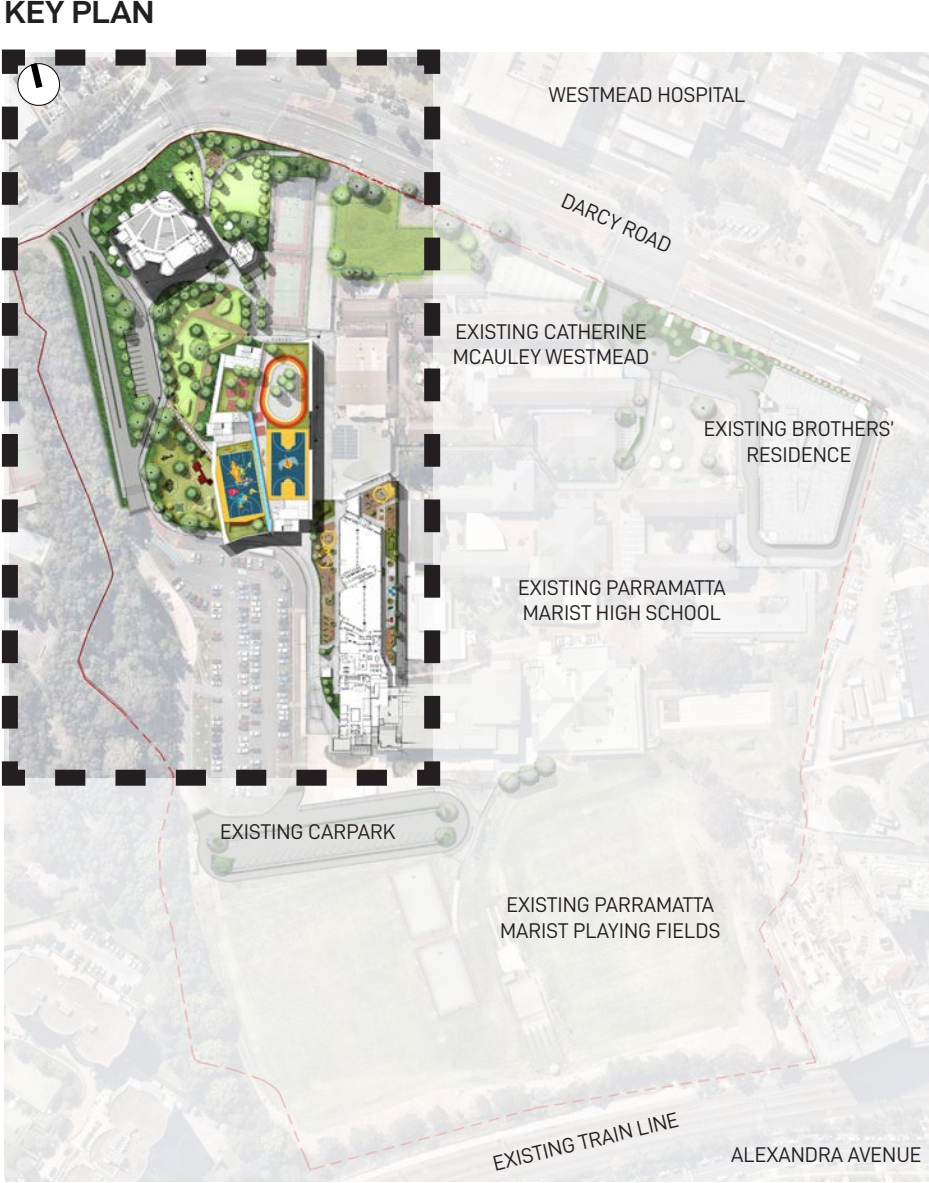 KEY PLAN
WESTMEAD HOSPITAL
DARCY ROAD
EXISTING CATHERINE
MCAULEY WESTMEAD
EXISTING BROTHERS'
RESIDENCE
EXISTING PARRAMATTA
MARIST HIGH SCHOOL
EXISTING CARPARK
EXISTING PARRAMATTA
MARIST PLAYING FIELDS
EXISTING TRAIN LINE
ALEXANDRA AVENUE